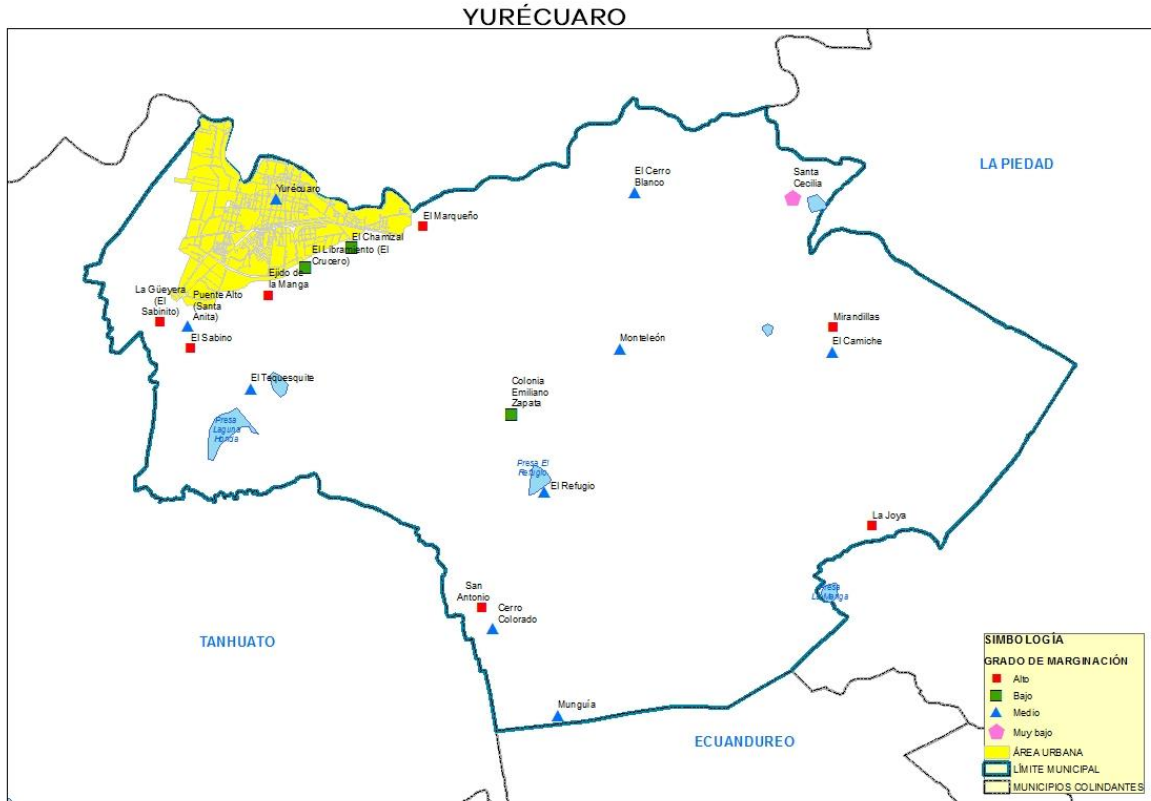 YURÉCUARO
LA PIEDAD
El Cerro
Blanco
Santa
Cecilia
Yurécuaro
El Marqueño
El Chamizal
El Libramiento (El
Crucero)
Ejido de
la Manga
La Güeyera
(El
Sabinito)
Puente Alto
(Santa
Anita)
El Sabino
Mirandillas
El Camiche
Monteleón
El Tequesquite
Colonia
Emiliano
Zapata
Presa
Laguna
Honda
Presa El
Refugio
El Refugio
La Joya
Presa
La Manga
San
Antonio
Cerro
Colorado
TANHUATO
Munguía
ECUANDUREO
SIMBOLOGÍA
GRADO DE MARGINACIÓN
Alto
Bajo
Medio
Muy bajo
ÁREA URBANA
LÍMITE MUNICIPAL
MUNICIPIOS COLINDANTES